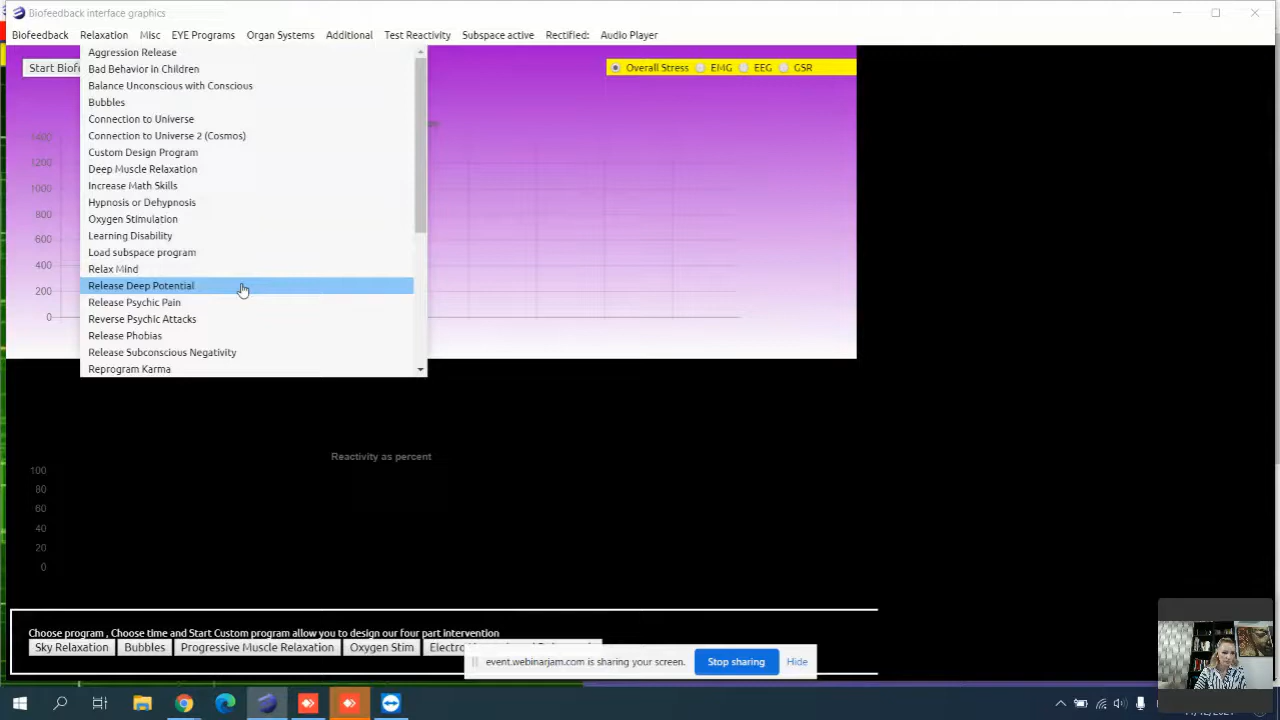 Biofeedback interface graphics
Biofeedback Relaxation Misc EYE Programs Organ Systems Additional Test Reactivity Subspace active Rectified: Audio Player
Start Biof
Overall Stress EMG EEG GSR
Aggression Release
Bad Behavior in Children
Balance Unconscious with Conscious
Bubbles
Connection to Universe
Connection to Universe 2 (Cosmos)
Custom Design Program
Deep Muscle Relaxation
Increase Math Skills
Hypnosis or Dehypnosis
Oxygen Stimulation
Learning Disability
Load subspace program
Relax Mind
Release Deep Potential
Release Psychic Pain
Reverse Psychic Attacks
Release Phobias
Release Subconscious Negativity
Reprogram Karma
1400
1200
1000
800
600
400
200
0
Reactivity as percent
100
80
60
40
20
0
Choose program , Choose time and Start Custom program allow you to design our four part intervention
Sky Relaxation Bubbles Progressive Muscle Relaxation Oxygen Stim
event.webinarjam.com is sharing your screen. Stop sharing Hide